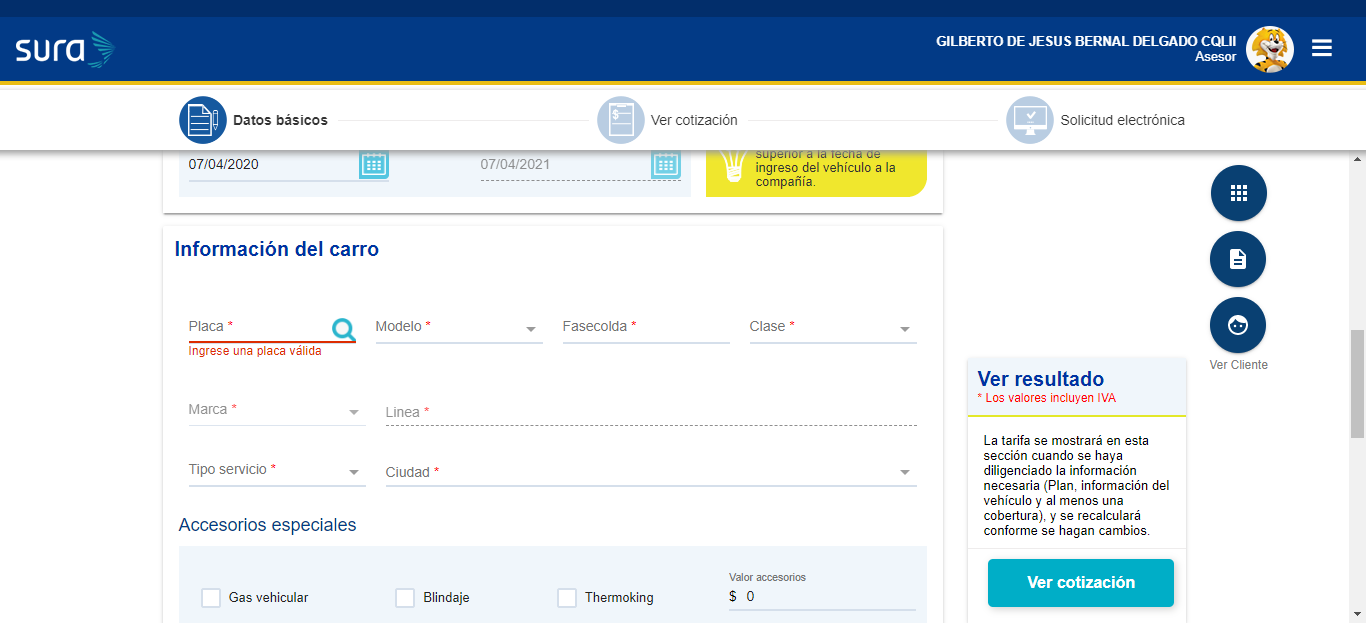 sura
GILBERTO DE JESUS BERNAL DELGADO CQLII
Asesor
Datos básicos
Ver cotización
Solicitud electrónica
07/04/2020
07/04/2021
superior a la fecha de
ingreso del vehículo a la
compañía.
Información del carro
Placa *
Modelo *
Fasecolda *
Clase *
Ingrese una placa válida
Marca *
Linea *
Tipo servicio *
Ciudad *
Accesorios especiales
Gas vehicular
Blindaje
Thermoking
Valor accesorios
$ 0
Ver Cliente
Ver resultado
* Los valores incluyen IVA
La tarifa se mostrará en esta
sección cuando se haya
diligenciado la información
necesaria (Plan, información del
vehículo y al menos una
cobertura), y se recalculará
conforme se hagan cambios.
Ver cotización